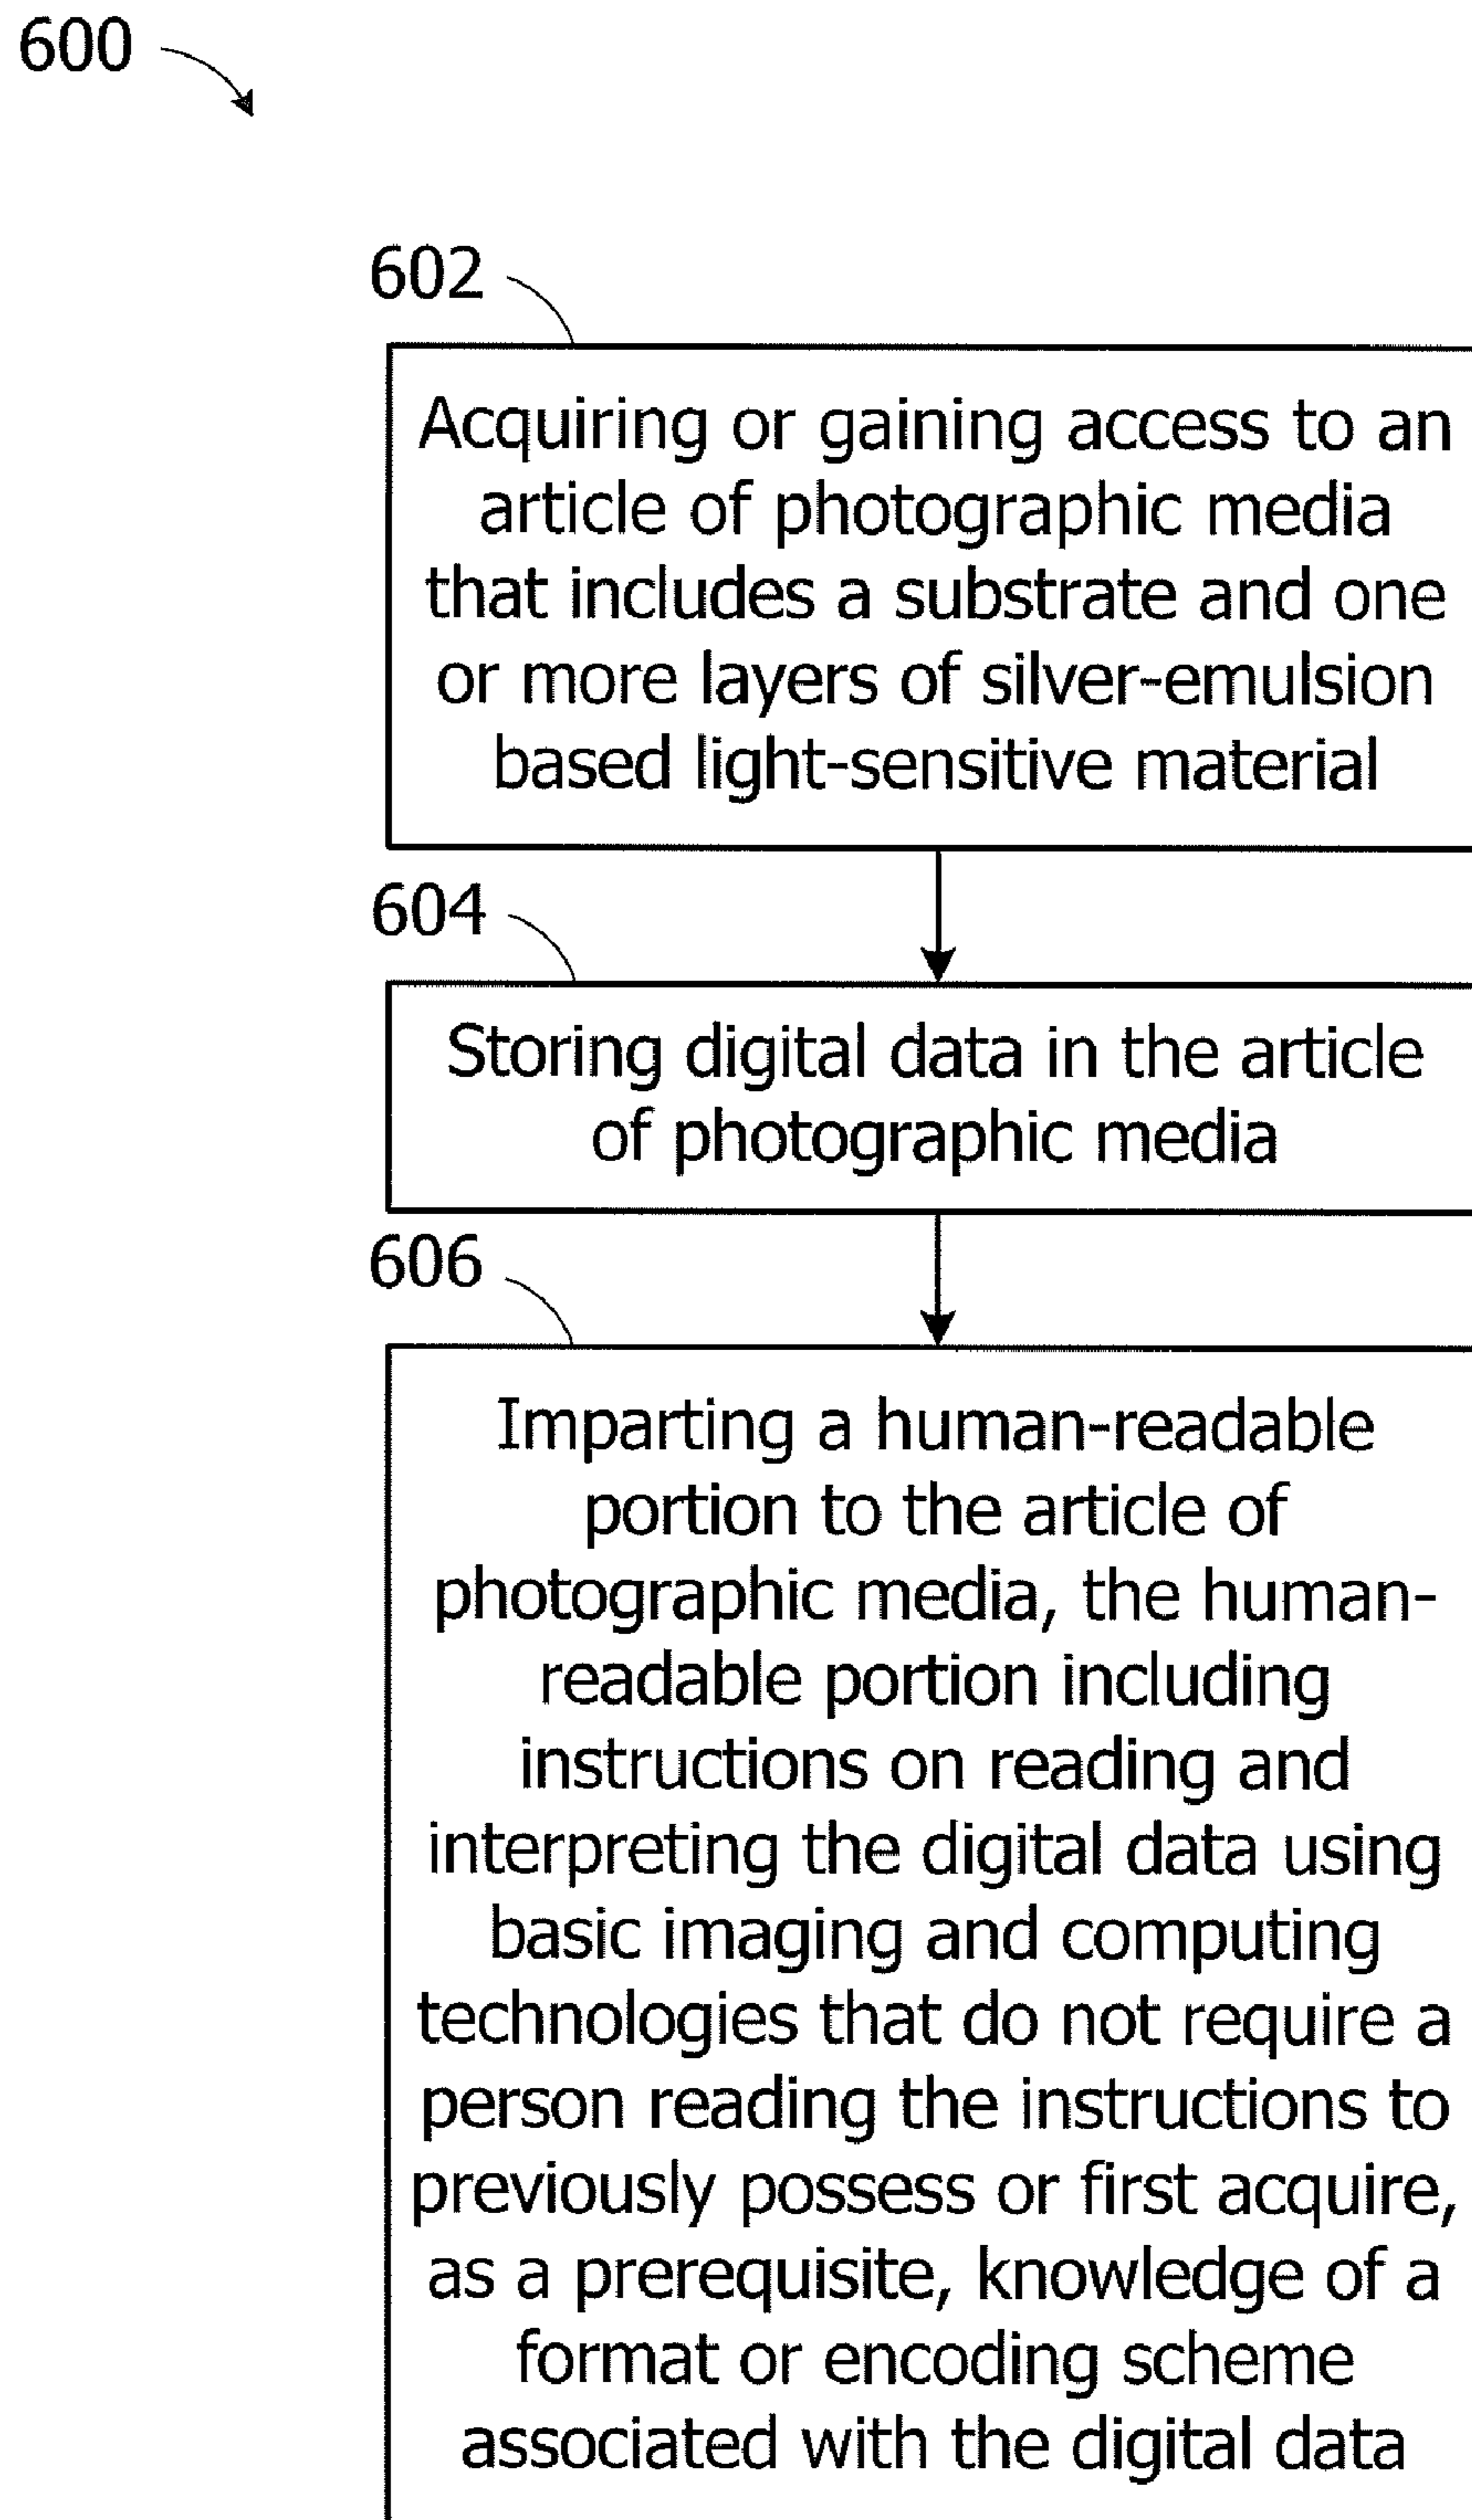 600
602
Acquiring or gaining access to an
article of photographic media
that includes a substrate and one
or more layers of silver-emulsion
based light-sensitive material
604
Storing digital data in the article
of photographic media
606
Imparting a human-readable
portion to the article of
photographic media, the human-
readable portion including
instructions on reading and
interpreting the digital data using
basic imaging and computing
technologies that do not require a
person reading the instructions to
previously possess or first acquire,
as a prerequisite, knowledge of a
format or encoding scheme
associated with the digital data